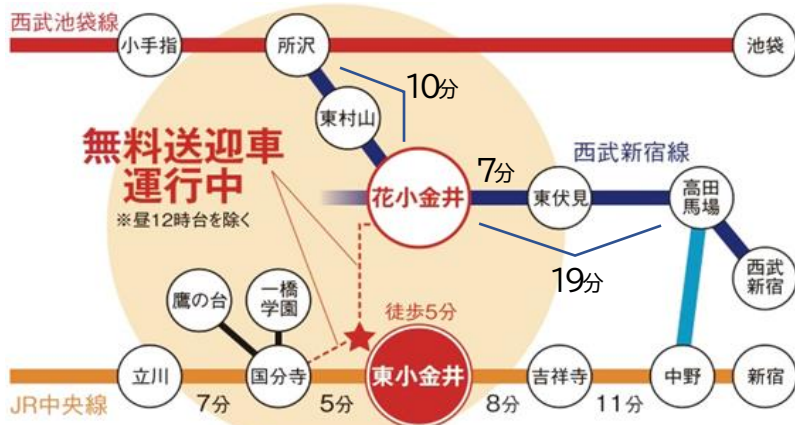 西武池袋線
小手指
所沢
池袋
10分
東村山
無料送迎車
運行中
※昼12時台を除く
西武新宿線
花小金井
7分
東伏見
高田
馬場
19分
西武
新宿
鷹の台
一橋
学園
徒歩5分
立川
国分寺
東小金井
吉祥寺
中野
新宿
JR中央線
7分
5分
8分
11分